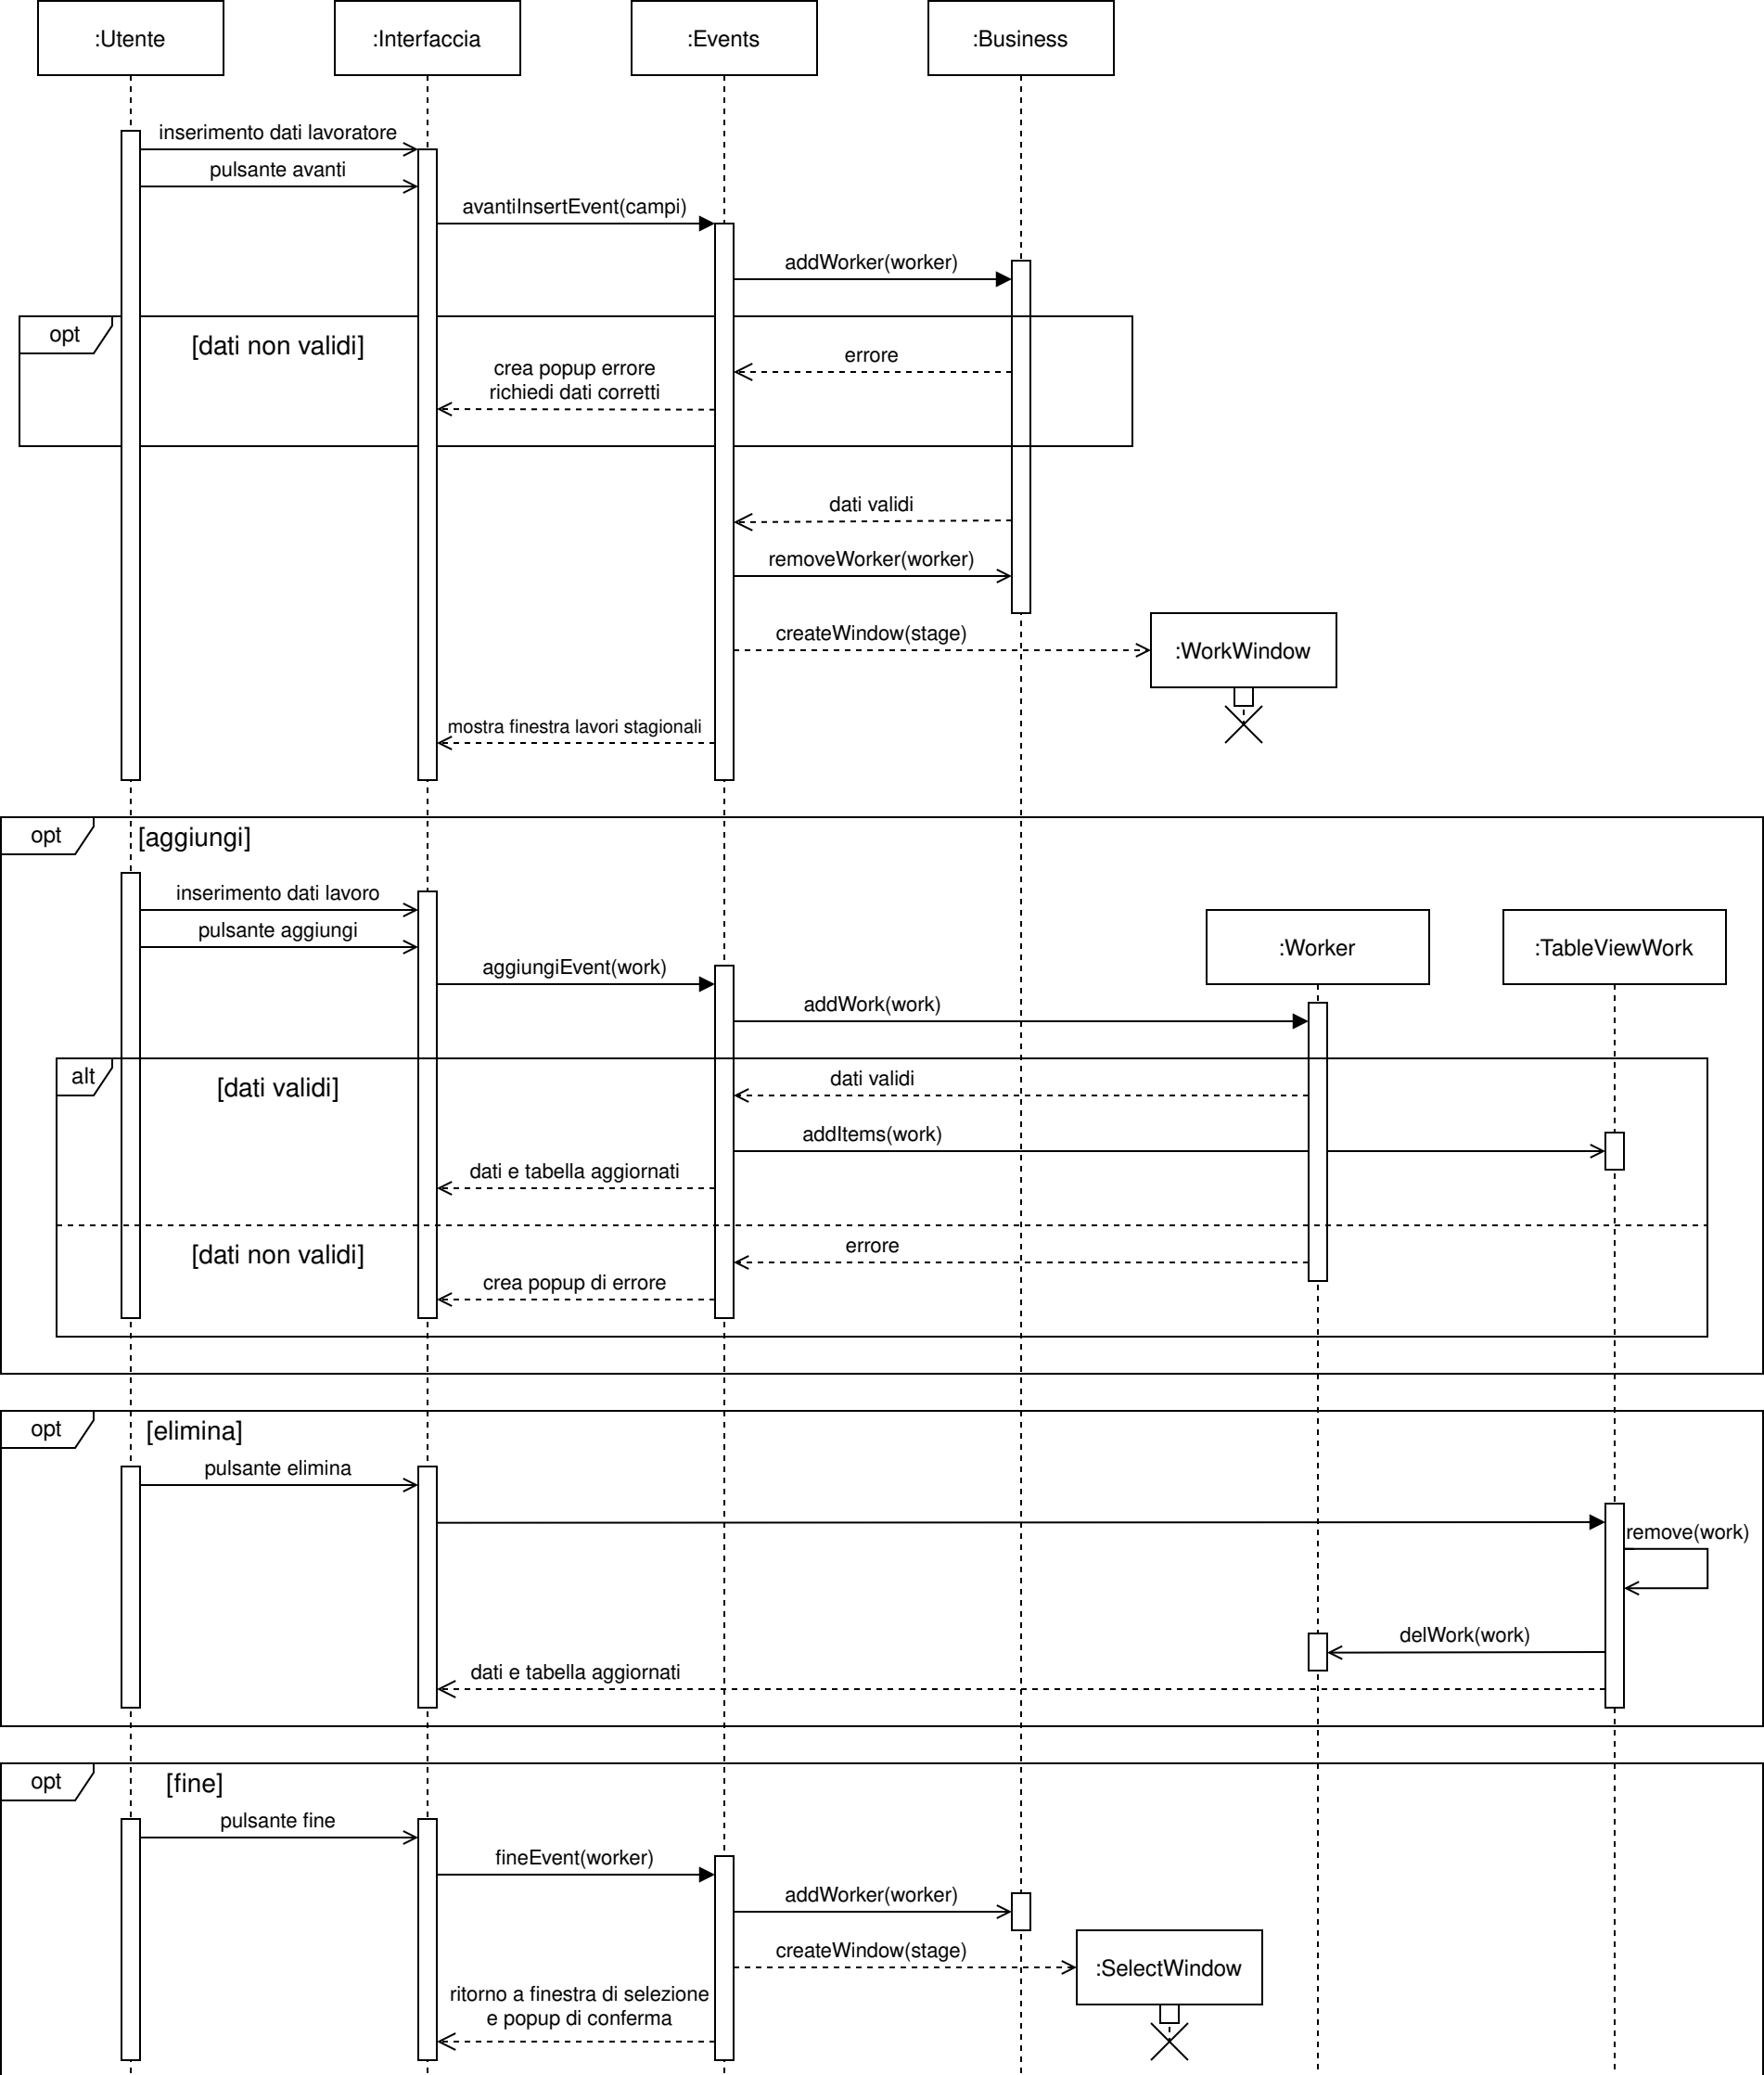 :Utente
:Interfaccia
:Events
:Business
inserimento dati lavoratore
pulsante avanti
avantiInsertEvent(campi)
addWorker(worker)
opt
[dati non validi]
errore
crea popup errore
richiedi dati corretti
dati validi
removeWorker(worker)
createWindow(stage)
:WorkWindow
mostra finestra lavori stagionali
opt
[aggiungi]
inserimento dati lavoro
pulsante aggiungi
:Worker
:TableViewWork
aggiungiEvent(work)
addWork(work)
alt
[dati validi]
dati validi
addItems(work)
dati e tabella aggiornati
[dati non validi]
errore
crea popup di errore
opt
[elimina]
pulsante elimina
remove(work)
delWork(work)
dati e tabella aggiornati
opt
[fine]
pulsante fine
fineEvent(worker)
addWorker(worker)
createWindow(stage)
:SelectWindow
ritorno a finestra di selezione
e popup di conferma